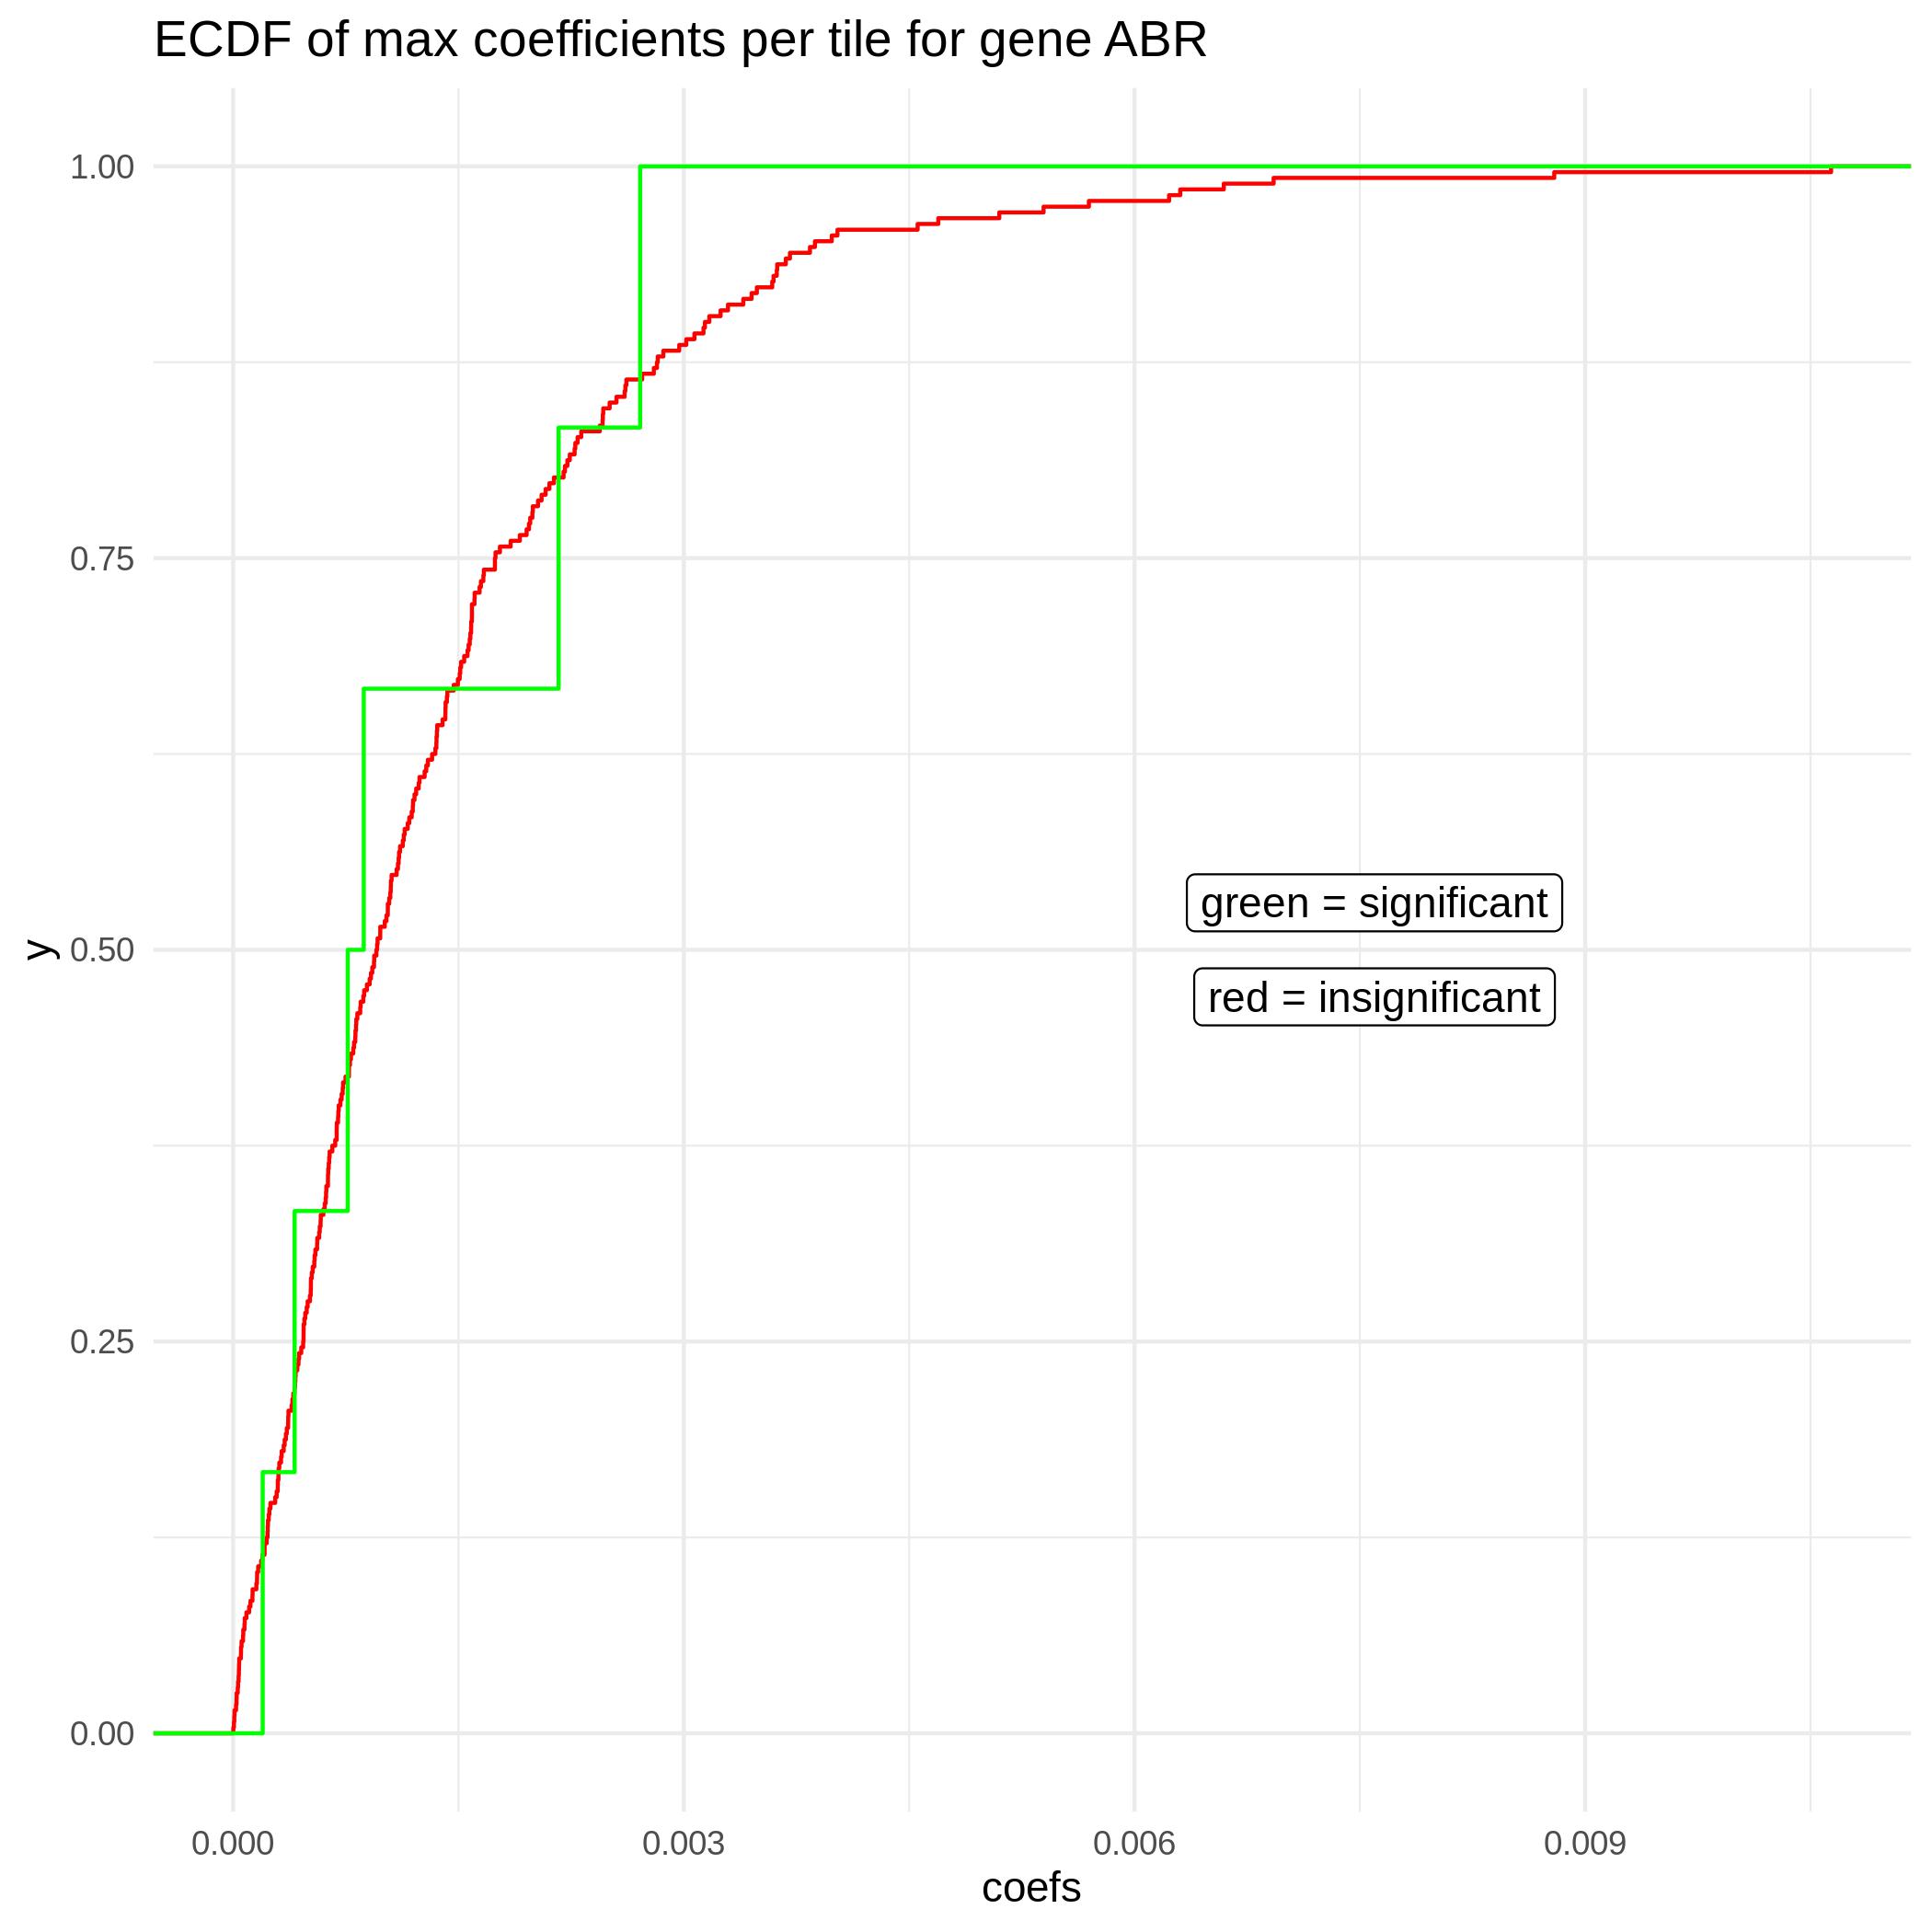 ECDF of max coefficients per tile for gene ABR
1.00
0.75
green = significant
y
0.50
red = insignificant
0.25
0.00
0.000
0.003
0.006
0.009
coefs